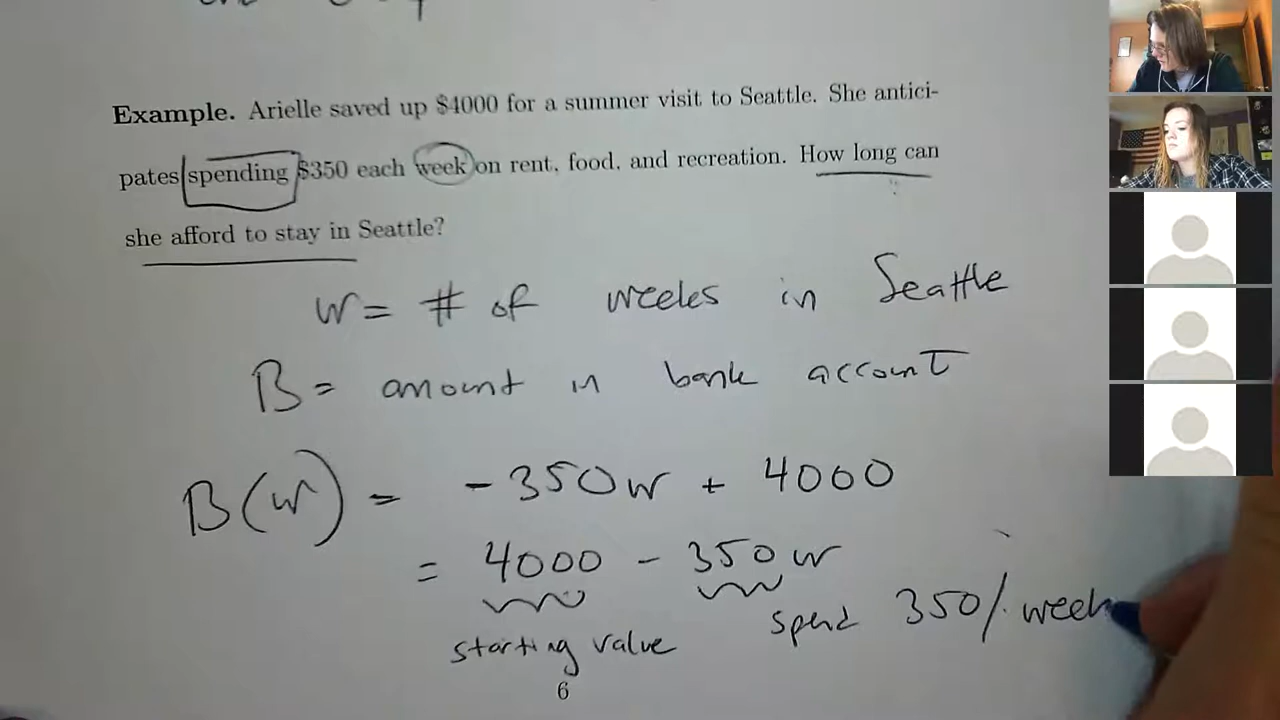 Example. Arielle saved up $4000 for a summer visit to Seattle. She antici-
pates spending $350 each week on rent, food, and recreation. How long can
she afford to stay in Seattle?
w = # of weeks in Seattle
B = amount in bank account
B(w) = -350w + 4000
= 4000 - 350w
starting value
spend 350/week
6